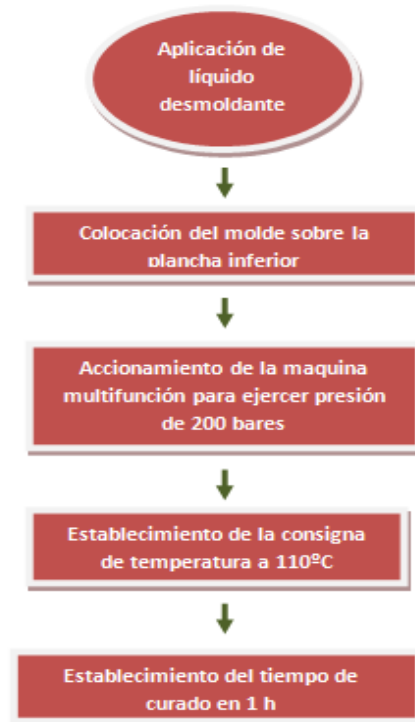 Aplicación de
líquido
desmoldante
Colocación del molde sobre la
plancha inferior
Accionamiento de la maquina
multifunción para ejercer presión
de 200 bares
Establecimiento de la consigna
de temperatura a 110ºC
Establecimiento del tiempo de
curado en 1 h